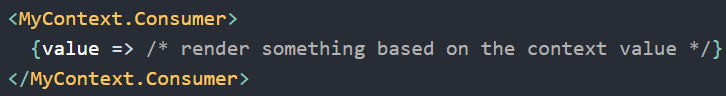 <MyContext.Consumer>
{value => /* render something based on the context value */}
</MyContext.Consumer>